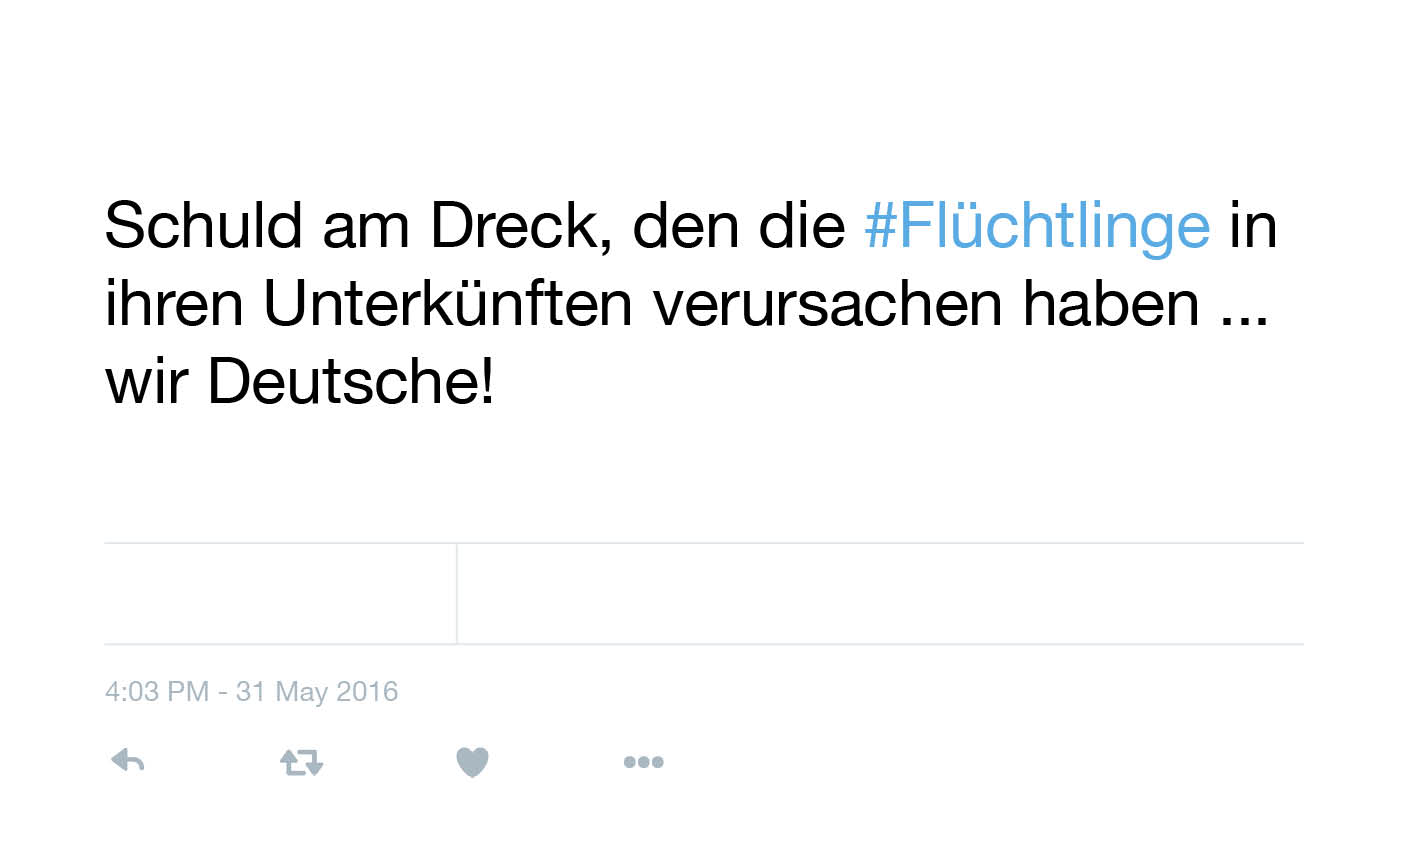 Schuld am Dreck, den die #Flüchtlinge in
ihren Unterkünften verursachen haben ...
wir Deutsche!
4:03 PM - 31 May 2016